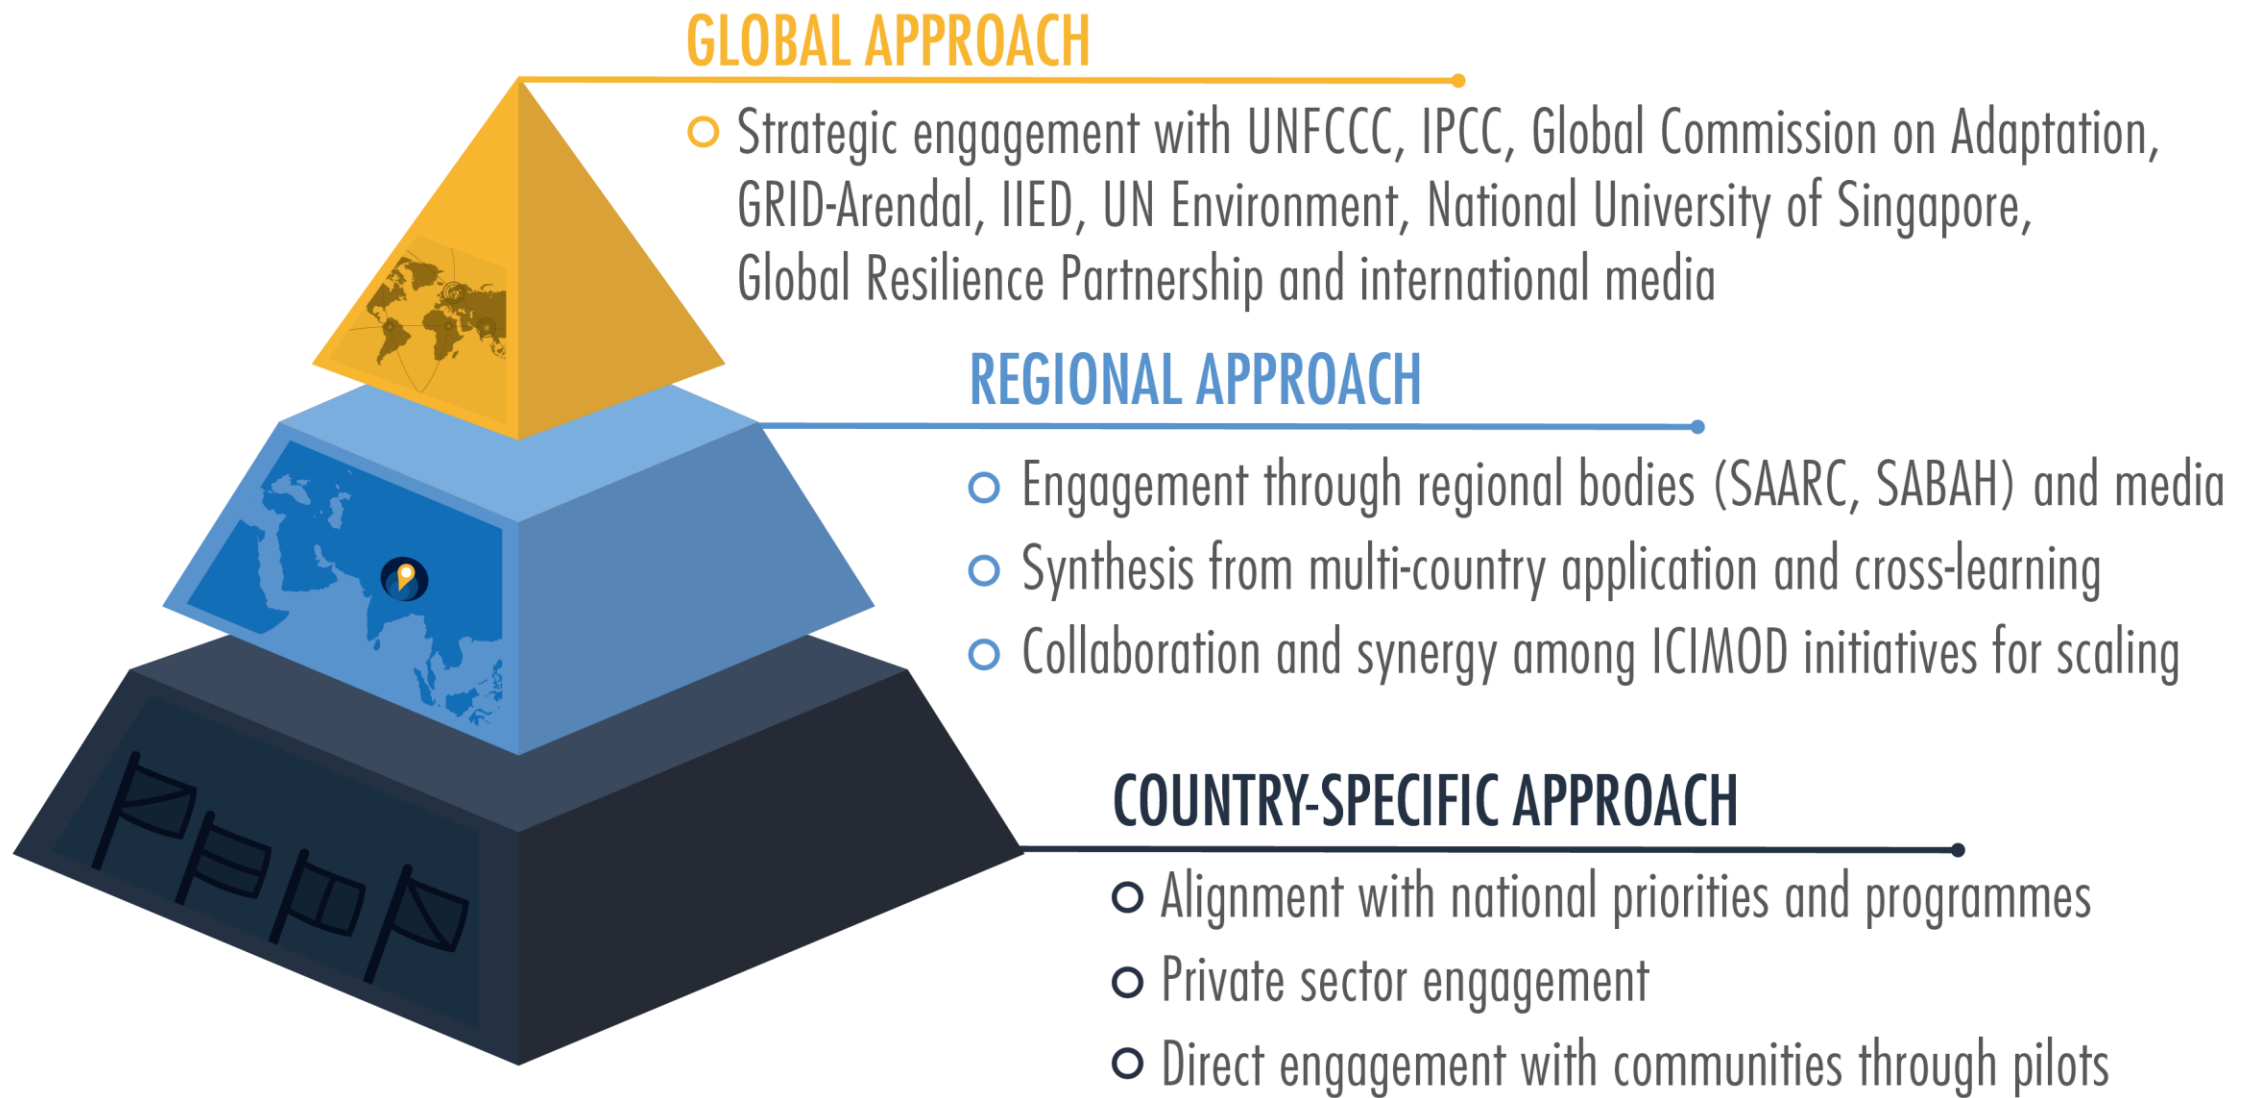 GLOBAL APPROACH
Strategic engagement with UNFCCC, IPCC, Global Commission on Adaptation,
GRID-Arendal, IIED, UN Environment, National University of Singapore,
Global Resilience Partnership and international media
REGIONAL APPROACH
Engagement through regional bodies (SAARC, SABAH) and media
Synthesis from multi-country application and cross-learning
Collaboration and synergy among ICIMOD initiatives for scaling
COUNTRY-SPECIFIC APPROACH
Alignment with national priorities and programmes
Private sector engagement
Direct engagement with communities through pilots